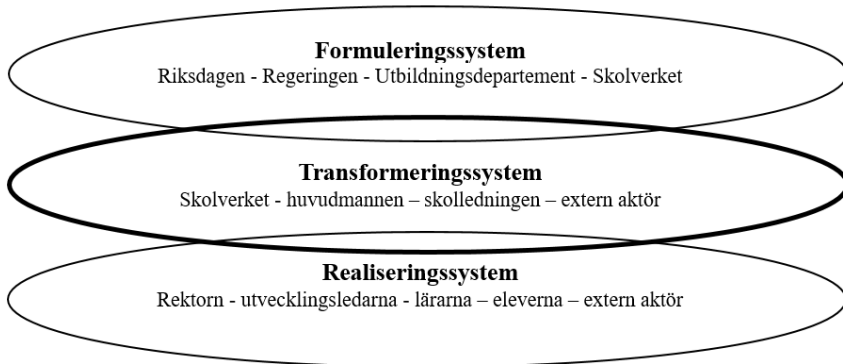 Formuleringssystem
Riksdagen - Regeringen - Utbildningsdepartement - Skolverket
Transformeringssystem
Skolverket - huvudmannen – skolledningen – extern aktör
Realiseringssystem
Rektorn - utvecklingsledarna - lärarna – eleverna – extern aktör